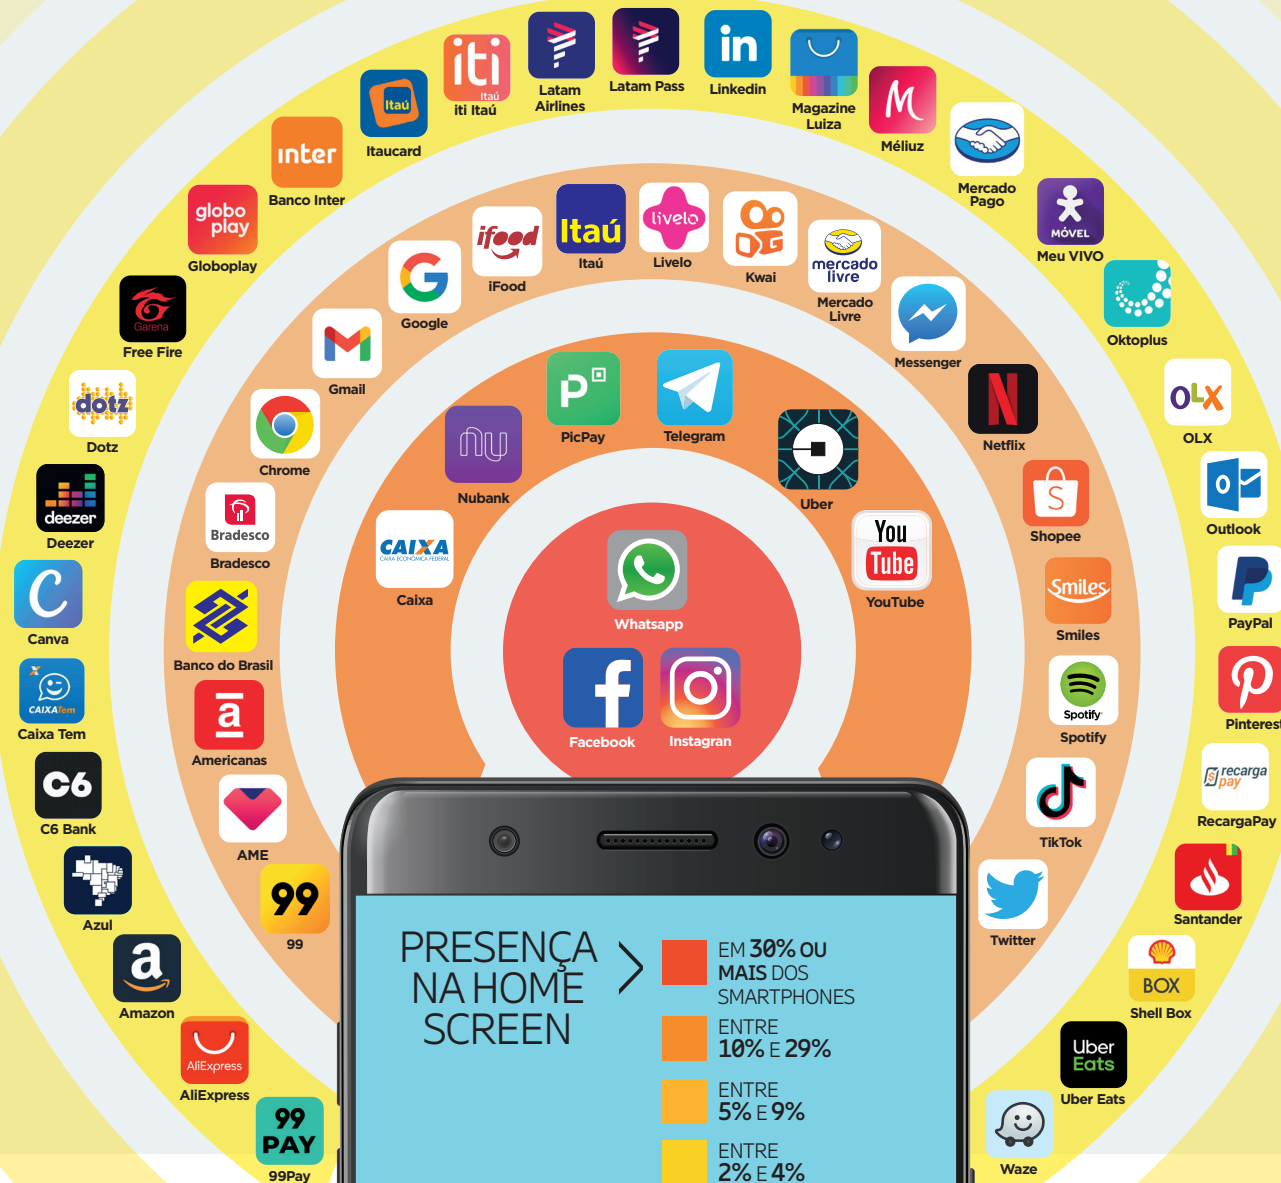 iti
Itaú
iti Itaú
Latam
Airlines
Latam Pass
in
Linkedin
Magazine
Luiza
M
Méliuz
Mercado
Pago
MÓVEL
Meu VIVO
Oktoplus
OLX
OLX
Outlook
PayPal
Pinterest
recarga
pay
RecargaPay
Santander
BOX
Shell Box
Uber
Eats
Uber Eats
Waze
Itaú
Itaucard
inter
Banco Inter
globo
play
Globoplay
Garena
Free Fire
dotz
Dotz
deezer
Deezer
C
Canva
CAIXATem
Caixa Tem
C6
C6 Bank
Azul
a
Amazon
AliExpress
AliExpress
99
PAY
99Pay
ifood
iFood
Itaú
Itaú
livelo
Livelo
Kwai
mercado
livre
Mercado
Livre
Messenger
N
Netflix
S
Shopee
Smiles
Smiles
Spotify
Spotify
TikTok
Twitter
G
Google
M
Gmail
Chrome
Bradesco
Bradesco
Banco do Brasil
a
Americanas
AME
99
99
CAIXA
CAIXA ECONÔMICA FEDERAL
Caixa
nu
Nubank
P
PicPay
Telegram
Uber
You
Tube
YouTube
Whatsapp
f
Facebook
Instagran
PRESENÇA
NA HOME
SCREEN
EM 30% OU
MAIS DOS
SMARTPHONES
ENTRE
10% E 29%
ENTRE
5% E 9%
ENTRE
2% E 4%